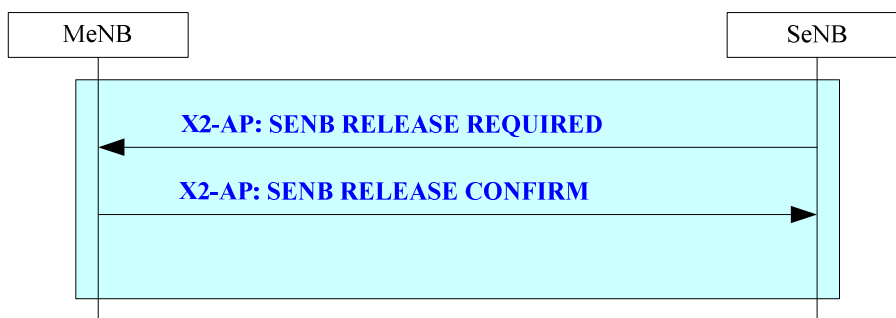 MeNB
SeNB
X2-AP: SENB RELEASE REQUIRED
X2-AP: SENB RELEASE CONFIRM